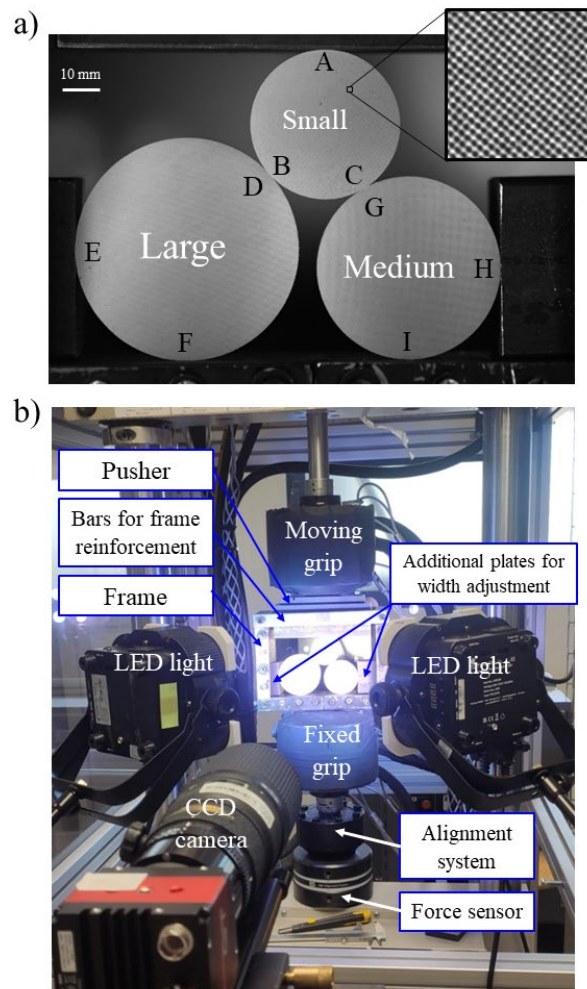 a)
10 mm
A
Small
B
C
D
G
E
Large
Medium
H
F
I
b)
Pusher
Bars for frame
reinforcement
Frame
Moving
grip
Additional plates for
width adjustment
LED light
LED light
Fixed
grip
CCD
camera
Alignment
system
Force sensor